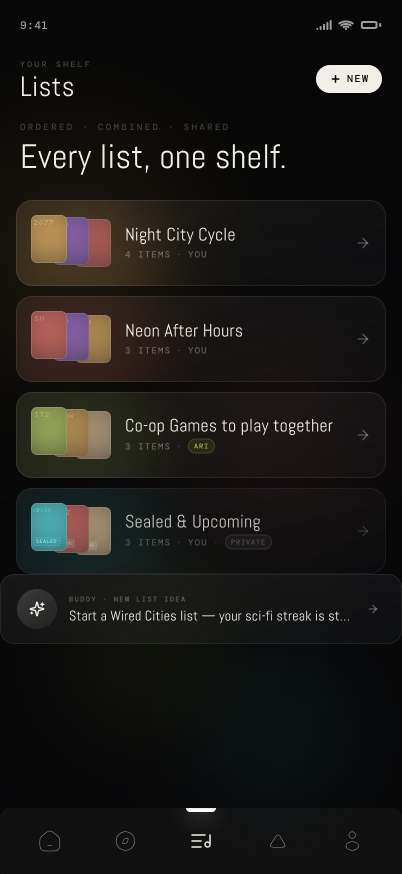 9:41
YOUR SHELF
Lists
+ NEW
ORDERED · COMBINED · SHARED
Every list, one shelf.
2077
Night City Cycle
4 ITEMS · YOU
SH
Neon After Hours
3 ITEMS · YOU
ITZ
Co-op Games to play together
3 ITEMS · ARI
SEALED
Sealed & Upcoming
3 ITEMS · YOU · PRIVATE
BUDDY · NEW LIST IDEA
Start a Wired Cities list — your sci-fi streak is st...